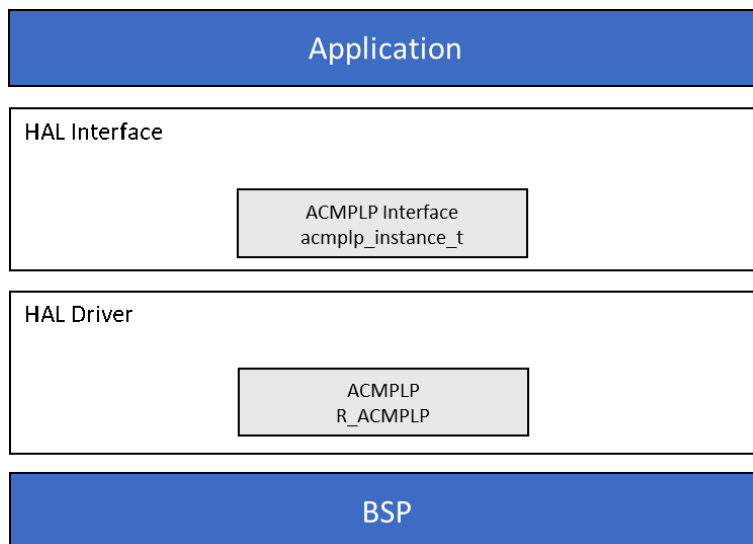 Application
HAL Interface
ACMPLP Interface
acmplp_instance_t
HAL Driver
ACMPLP
R_ACMPLP
BSP